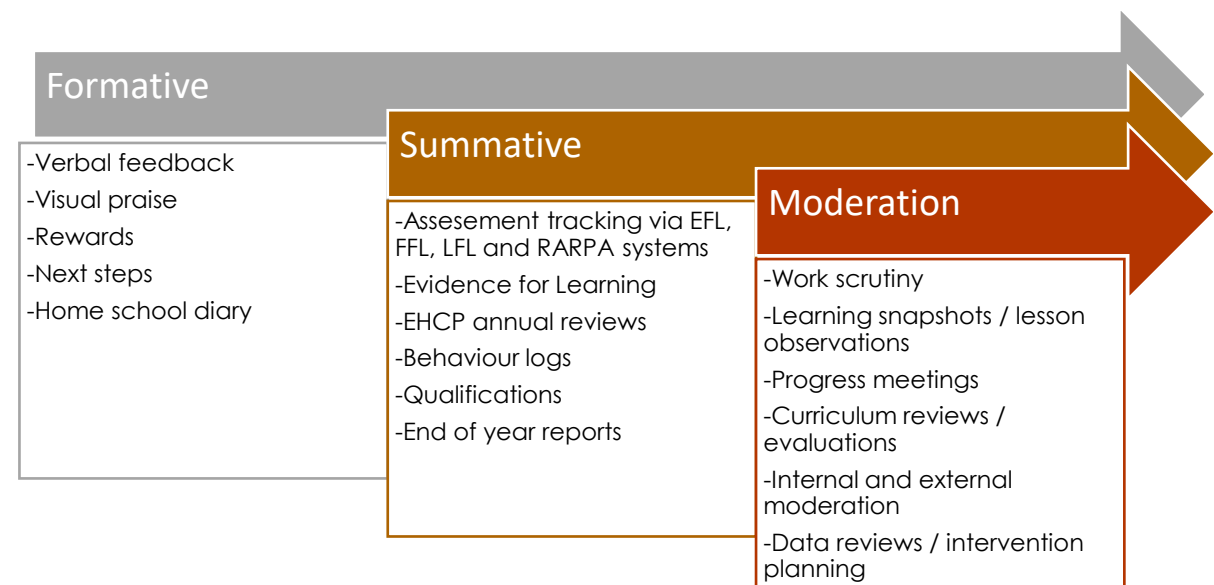 Formative
-Verbal feedback
-Visual praise
-Rewards
-Next steps
-Home school diary
Summative
-Assesement tracking via EFL,
FFL, LFL and RARPA systems
-Evidence for Learning
-EHCP annual reviews
-Behaviour logs
-Qualifications
-End of year reports
Moderation
-Work scrutiny
-Learning snapshots / lesson
observations
-Progress meetings
-Curriculum reviews /
evaluations
-Internal and external
moderation
-Data reviews / intervention
planning